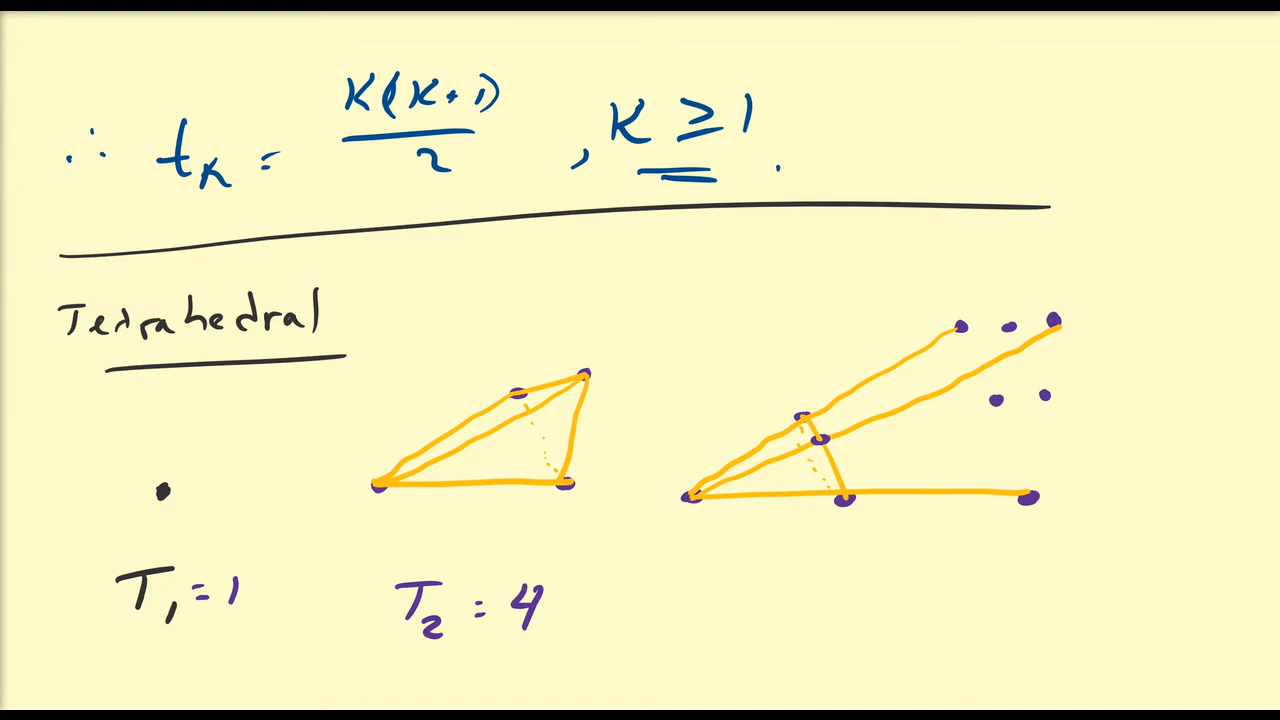 ∴ t_K = K(K+1)/2 , K ≥ 1 .
Tetrahedral
T_1 = 1
T_2 = 4